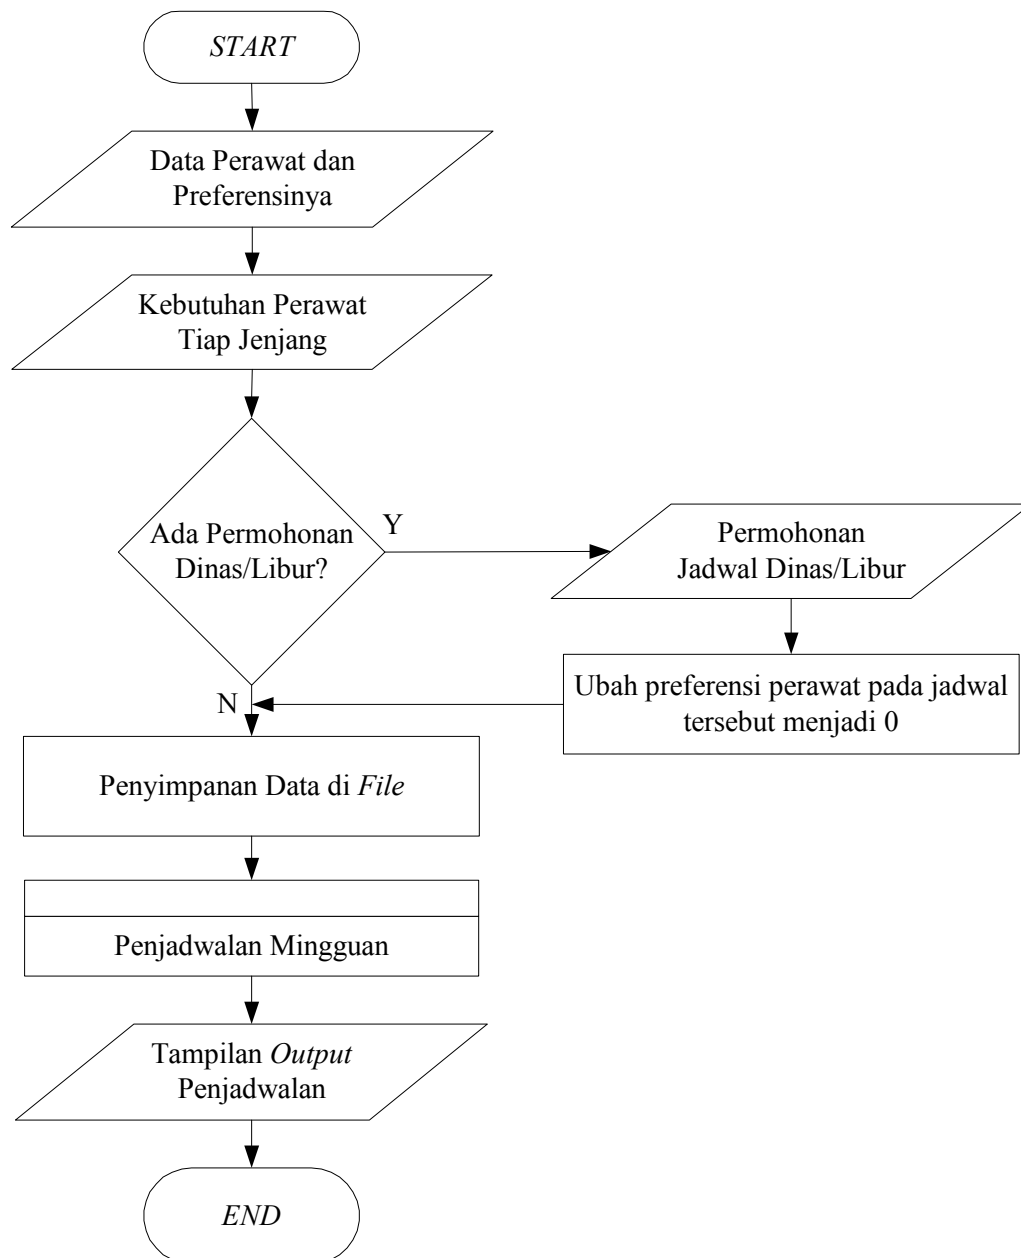 START
Data Perawat dan
Preferensinya
Kebutuhan Perawat
Tiap Jenjang
Ada Permohonan
Dinas/Libur?
Y
Permohonan
Jadwal Dinas/Libur
Ubah preferensi perawat pada jadwal
tersebut menjadi 0
N
Penyimpanan Data di File
Penjadwalan Mingguan
Tampilan Output
Penjadwalan
END